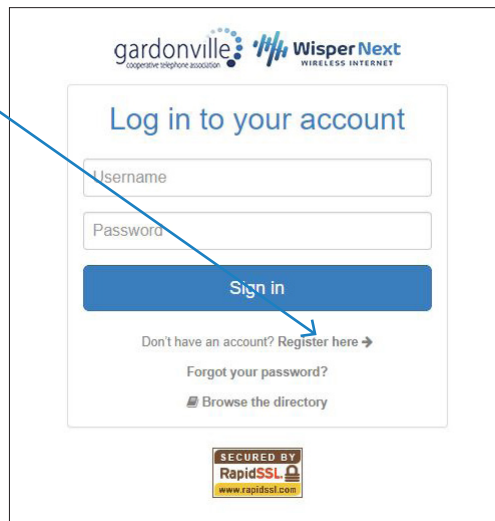 gardonville
cooperative telephone association
Wisper Next
WIRELESS INTERNET
Log in to your account
Username
Password
Sign in
Don't have an account? Register here →
Forgot your password?
Browse the directory
SECURED BY
RapidSSL
www.rapidssl.com